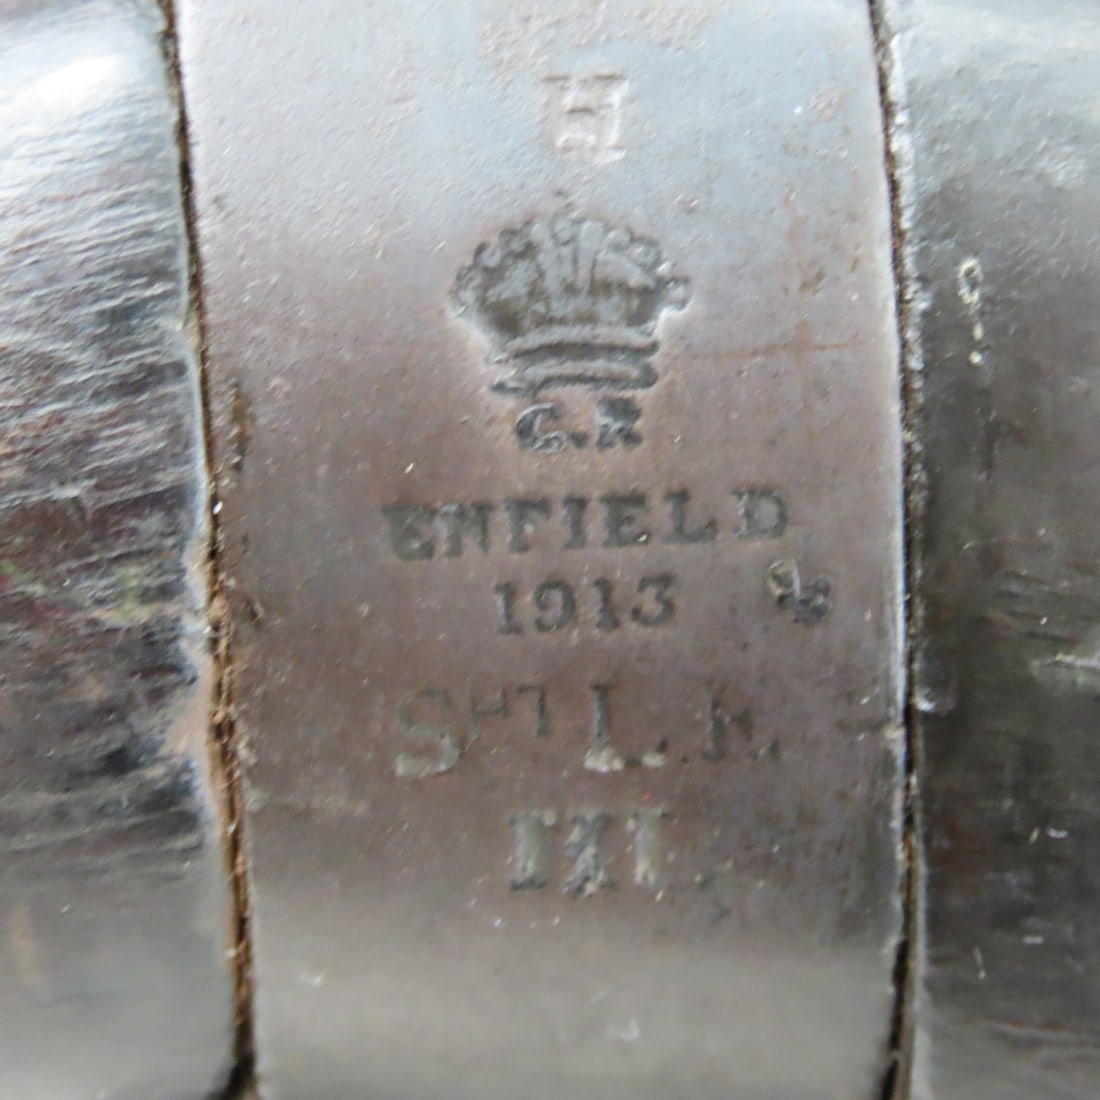 H
G.R
ENFIELD
1913
SHT L.E.
III